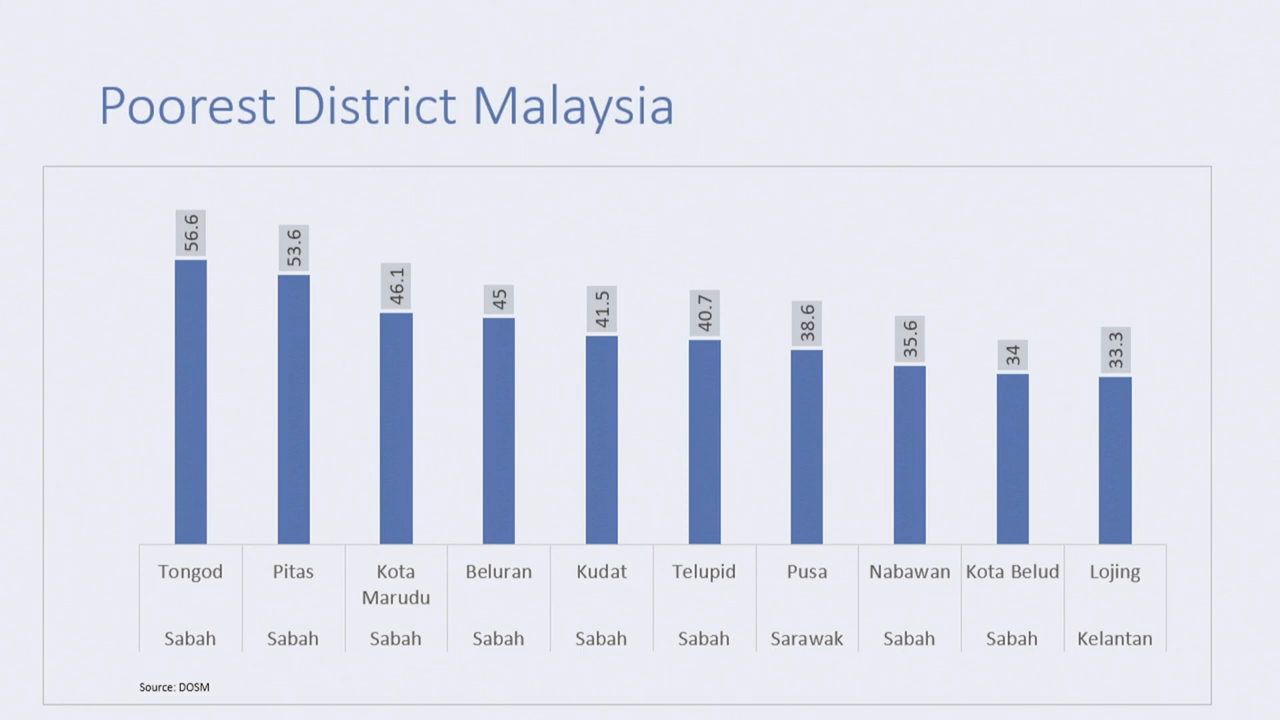 Poorest District Malaysia
56.6
53.6
46.1
45
41.5
40.7
38.6
35.6
34
33.3
Tongod
Pitas
Kota
Marudu
Beluran
Kudat
Telupid
Pusa
Nabawan
Kota Belud
Lojing
Sabah
Sabah
Sabah
Sabah
Sabah
Sabah
Sarawak
Sabah
Sabah
Kelantan
Source: DOSM